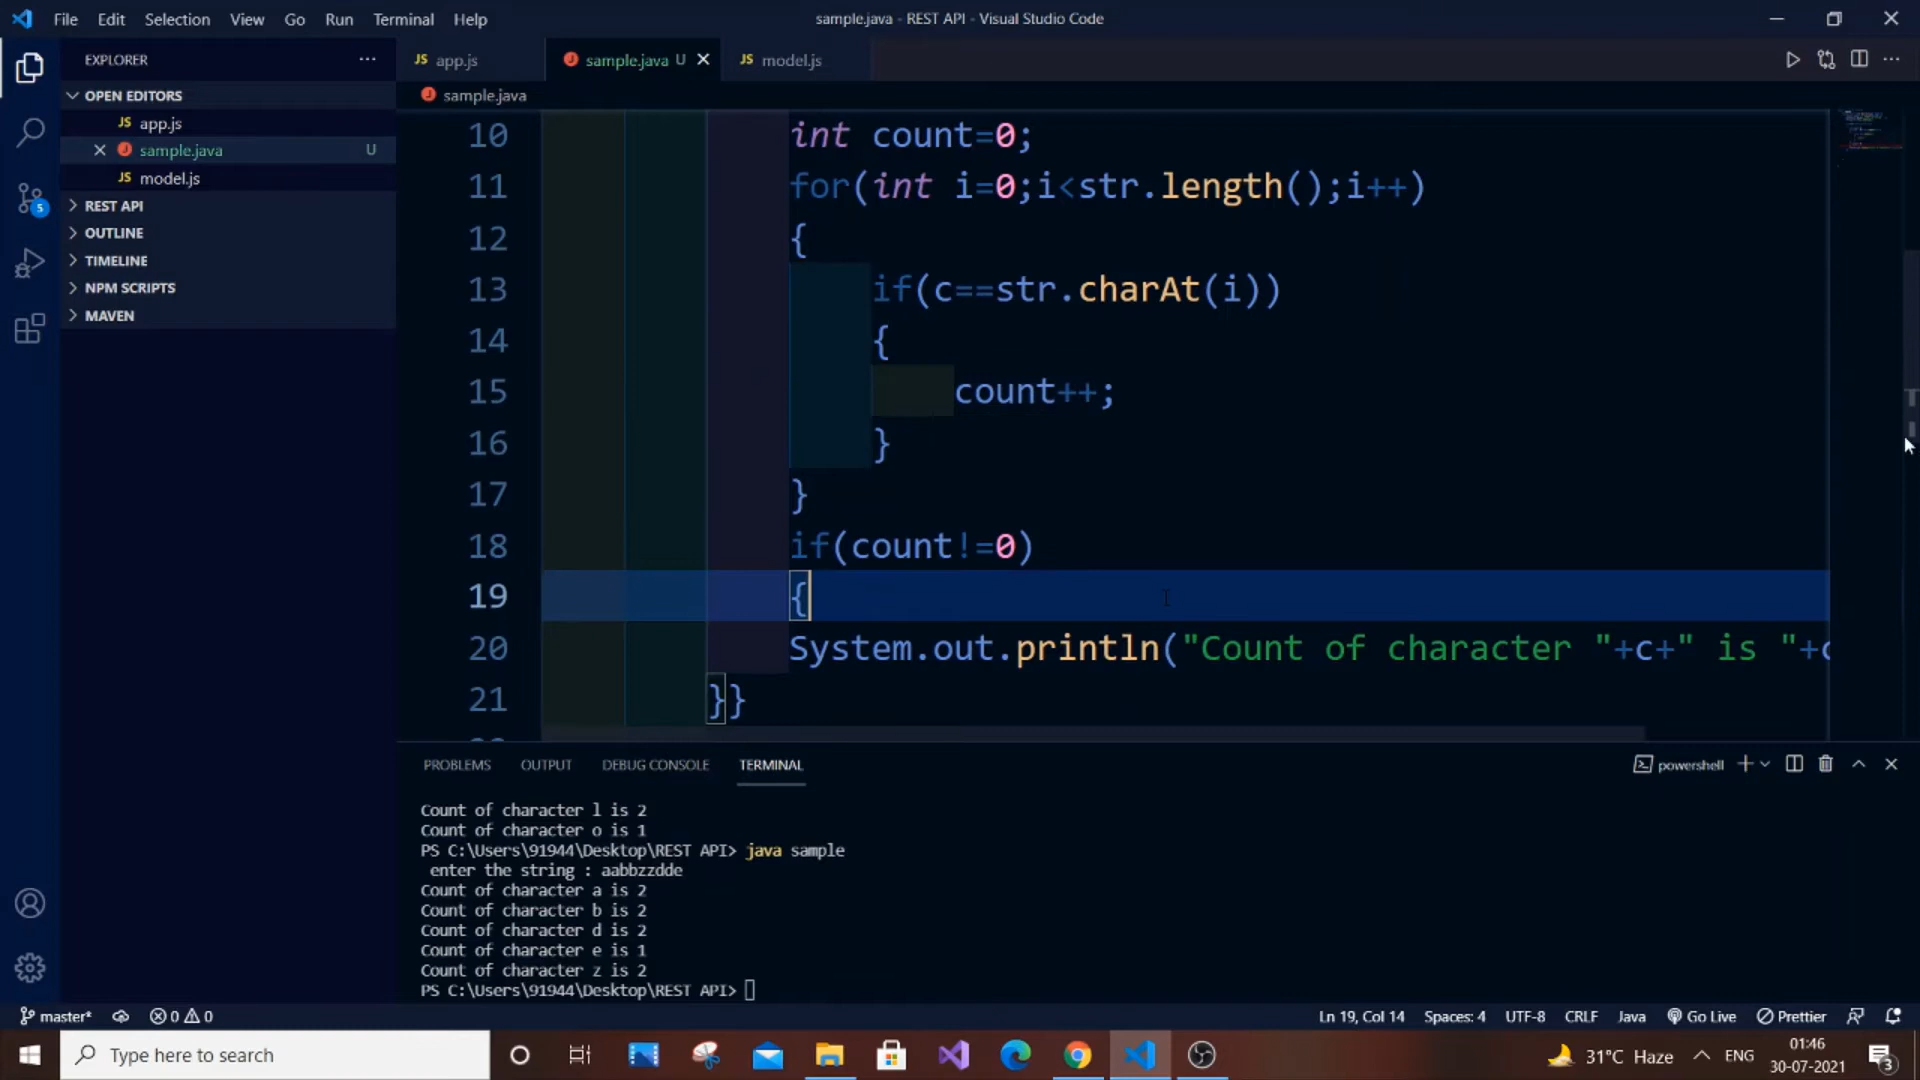 File Edit Selection View Go Run Terminal Help
sample.java - REST API - Visual Studio Code
EXPLORER
OPEN EDITORS
JS app.js
sample.java U
JS model.js
REST API
OUTLINE
TIMELINE
NPM SCRIPTS
MAVEN
5
JS app.js
sample.java U
JS model.js
sample.java
10 int count=0;
11 for(int i=0;i<str.length();i++)
12 {
13 if(c==str.charAt(i))
14 {
15 count++;
16 }
17 }
18 if(count!=0)
19 {
20 System.out.println("Count of character "+c+" is "+c
21 }}
PROBLEMS OUTPUT DEBUG CONSOLE TERMINAL
powershell
Count of character l is 2
Count of character o is 1
PS C:\Users\91944\Desktop\REST API> java sample
enter the string : aabbzzdde
Count of character a is 2
Count of character b is 2
Count of character d is 2
Count of character e is 1
Count of character z is 2
PS C:\Users\91944\Desktop\REST API>
master* 0 0
Ln 19, Col 14 Spaces: 4 UTF-8 CRLF Java Go Live Prettier
Type here to search
31°C Haze
ENG
01:46
30-07-2021
3